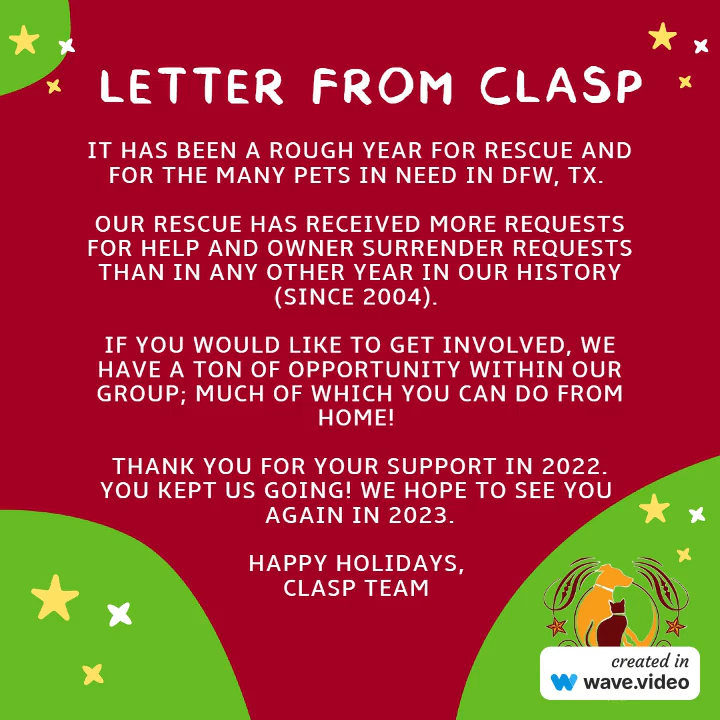 LETTER FROM CLASP
IT HAS BEEN A ROUGH YEAR FOR RESCUE AND
FOR THE MANY PETS IN NEED IN DFW, TX.
OUR RESCUE HAS RECEIVED MORE REQUESTS
FOR HELP AND OWNER SURRENDER REQUESTS
THAN IN ANY OTHER YEAR IN OUR HISTORY
(SINCE 2004).
IF YOU WOULD LIKE TO GET INVOLVED, WE
HAVE A TON OF OPPORTUNITY WITHIN OUR
GROUP; MUCH OF WHICH YOU CAN DO FROM
HOME!
THANK YOU FOR YOUR SUPPORT IN 2022.
YOU KEPT US GOING! WE HOPE TO SEE YOU
AGAIN IN 2023.
HAPPY HOLIDAYS,
CLASP TEAM
created in
wave.video